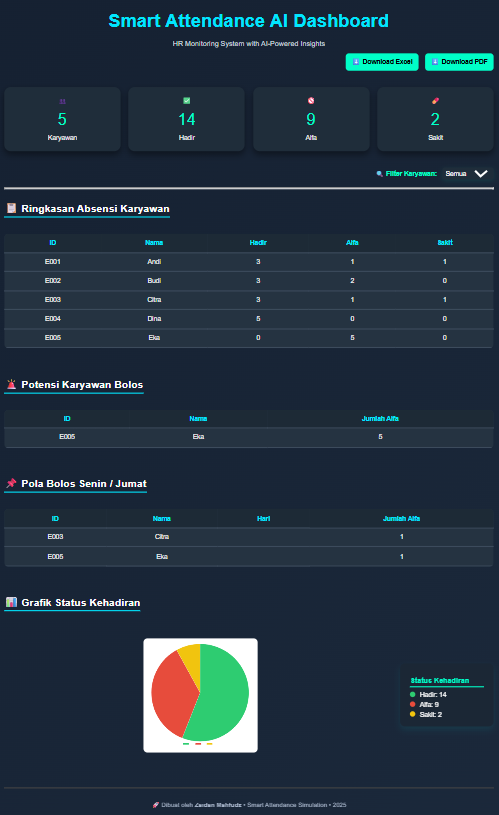 Smart Attendance AI Dashboard
HR Monitoring System with AI-Powered Insights
Download Excel
Download PDF
5
Karyawan
14
Hadir
9
Alfa
2
Sakit
Filter Karyawan: Semua
Ringkasan Absensi Karyawan
ID Nama Hadir Alfa Sakit
E001 Andi 3 1 1
E002 Budi 3 2 0
E003 Citra 3 1 1
E004 Dina 5 0 0
E005 Eka 0 5 0
Potensi Karyawan Bolos
ID Nama Jumlah Alfa
E005 Eka 5
Pola Bolos Senin / Jumat
ID Nama Hari Jumlah Alfa
E003 Citra 1
E005 Eka 1
Grafik Status Kehadiran
Status Kehadiran
Hadir: 14
Alfa: 9
Sakit: 2
Dibuat oleh Zaidan Mahfudz • Smart Attendance Simulation • 2025